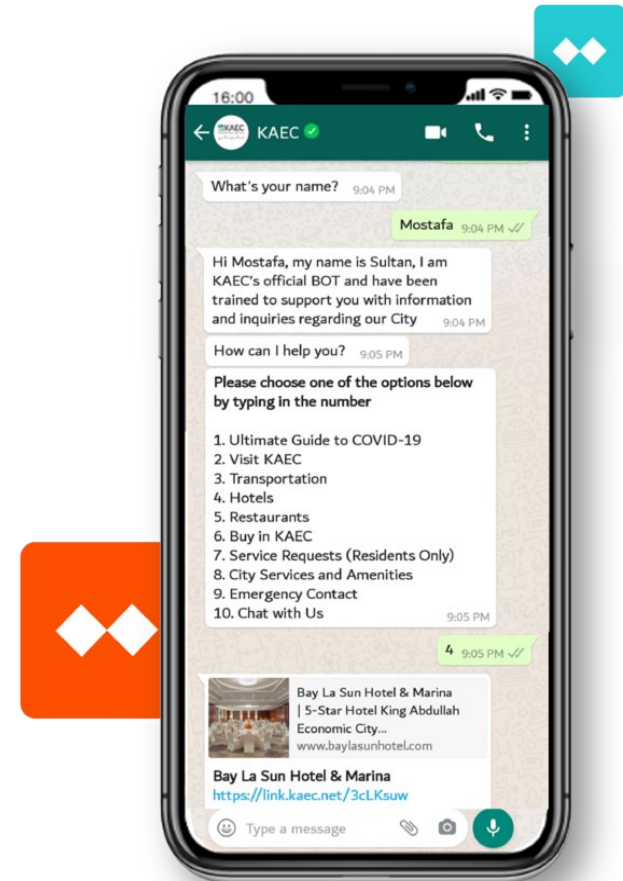 16:00
KAEC
KAEC
What's your name? 9:04 PM
Mostafa 9:04 PM
Hi Mostafa, my name is Sultan, I am
KAEC's official BOT and have been
trained to support you with information
and inquiries regarding our City 9:04 PM
How can I help you? 9:05 PM
Please choose one of the options below
by typing in the number
1. Ultimate Guide to COVID-19
2. Visit KAEC
3. Transportation
4. Hotels
5. Restaurants
6. Buy in KAEC
7. Service Requests (Residents Only)
8. City Services and Amenities
9. Emergency Contact
10. Chat with Us 9:05 PM
4 9:05 PM
Bay La Sun Hotel & Marina
| 5-Star Hotel King Abdullah
Economic City...
www.baylasunhotel.com
Bay La Sun Hotel & Marina
https://link.kaec.net/3cLKsuw
Type a message